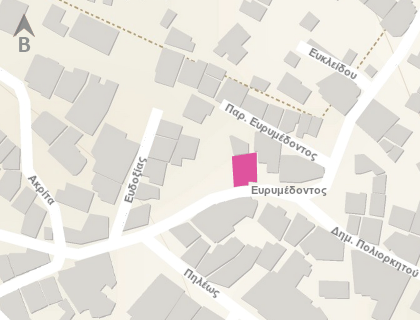 Β
Ευκλείδου
Παρ. Ευρυμέδοντος
Ακρίτα
Ευδοξίας
Ευρυμέδοντος
Δημ. Πολιορκητού
Πηλέως